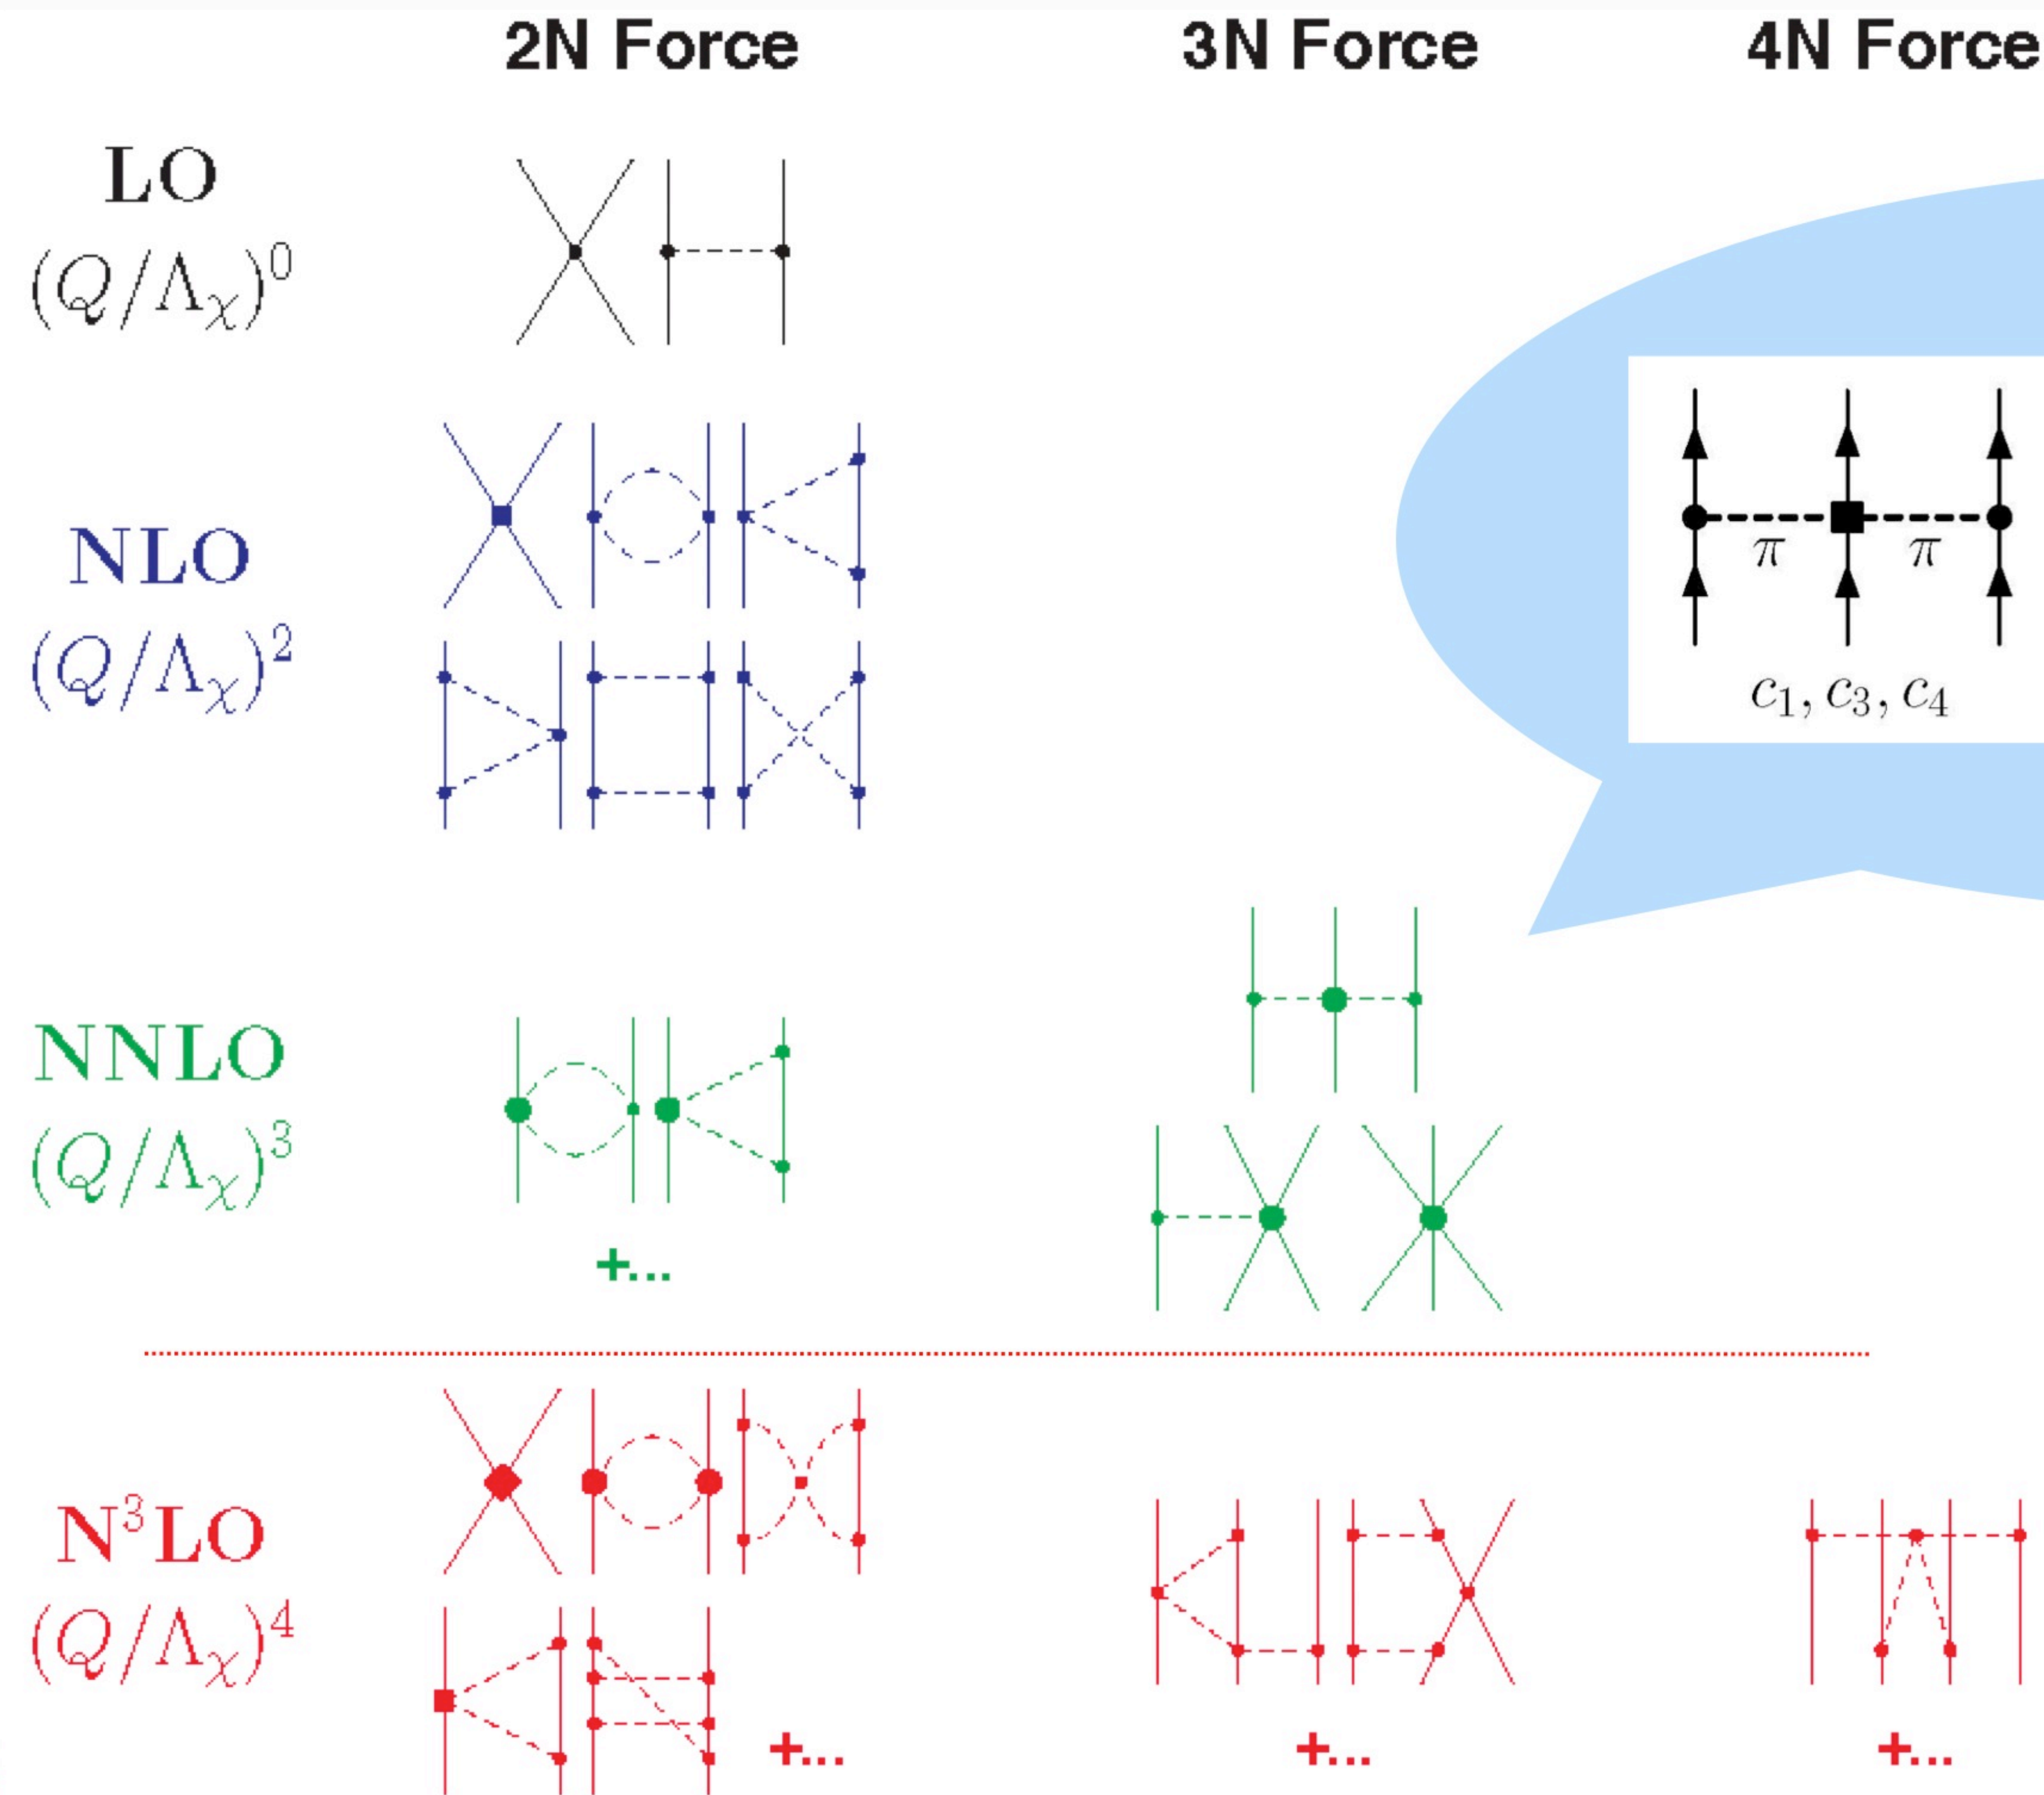 2N Force 3N Force 4N Force
LO
(Q/Λχ)⁰
π π
c₁, c₃, c₄
NLO
(Q/Λχ)²
NNLO
(Q/Λχ)³
+...
N³LO
(Q/Λχ)⁴
+... +... +...